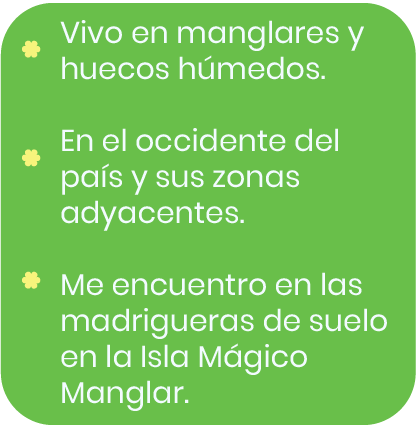 Vivo en manglares y
huecos húmedos.
En el occidente del
país y sus zonas
adyacentes.
Me encuentro en las
madrigueras de suelo
en la Isla Mágico
Manglar.